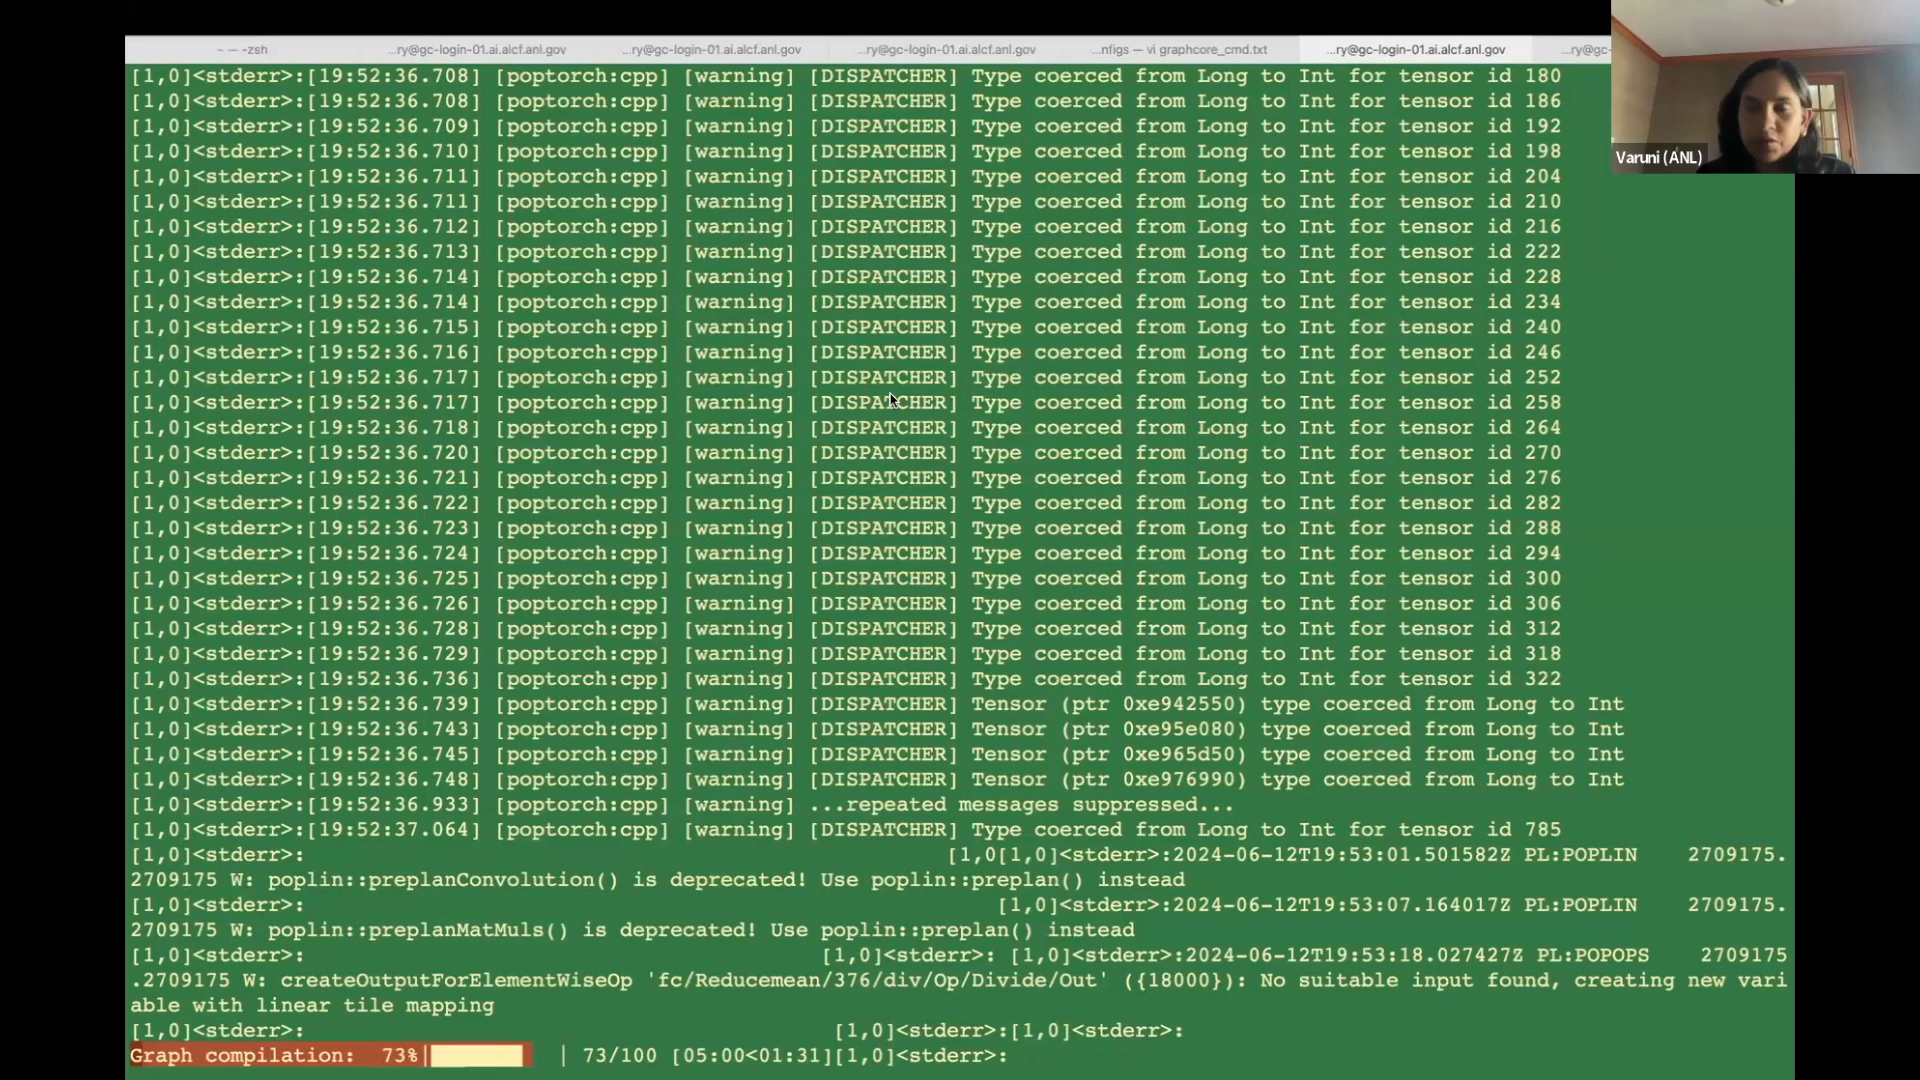 ~ — -zsh
...ry@gc-login-01.ai.alcf.anl.gov
...ry@gc-login-01.ai.alcf.anl.gov
...ry@gc-login-01.ai.alcf.anl.gov
...nfigs — vi graphcore_cmd.txt
...ry@gc-login-01.ai.alcf.anl.gov
...ry@gc-
[1,0]<stderr>:[19:52:36.708] [poptorch:cpp] [warning] [DISPATCHER] Type coerced from Long to Int for tensor id 180
[1,0]<stderr>:[19:52:36.708] [poptorch:cpp] [warning] [DISPATCHER] Type coerced from Long to Int for tensor id 186
[1,0]<stderr>:[19:52:36.709] [poptorch:cpp] [warning] [DISPATCHER] Type coerced from Long to Int for tensor id 192
[1,0]<stderr>:[19:52:36.710] [poptorch:cpp] [warning] [DISPATCHER] Type coerced from Long to Int for tensor id 198
[1,0]<stderr>:[19:52:36.711] [poptorch:cpp] [warning] [DISPATCHER] Type coerced from Long to Int for tensor id 204
[1,0]<stderr>:[19:52:36.711] [poptorch:cpp] [warning] [DISPATCHER] Type coerced from Long to Int for tensor id 210
[1,0]<stderr>:[19:52:36.712] [poptorch:cpp] [warning] [DISPATCHER] Type coerced from Long to Int for tensor id 216
[1,0]<stderr>:[19:52:36.713] [poptorch:cpp] [warning] [DISPATCHER] Type coerced from Long to Int for tensor id 222
[1,0]<stderr>:[19:52:36.714] [poptorch:cpp] [warning] [DISPATCHER] Type coerced from Long to Int for tensor id 228
[1,0]<stderr>:[19:52:36.714] [poptorch:cpp] [warning] [DISPATCHER] Type coerced from Long to Int for tensor id 234
[1,0]<stderr>:[19:52:36.715] [poptorch:cpp] [warning] [DISPATCHER] Type coerced from Long to Int for tensor id 240
[1,0]<stderr>:[19:52:36.716] [poptorch:cpp] [warning] [DISPATCHER] Type coerced from Long to Int for tensor id 246
[1,0]<stderr>:[19:52:36.717] [poptorch:cpp] [warning] [DISPATCHER] Type coerced from Long to Int for tensor id 252
[1,0]<stderr>:[19:52:36.717] [poptorch:cpp] [warning] [DISPATCHER] Type coerced from Long to Int for tensor id 258
[1,0]<stderr>:[19:52:36.718] [poptorch:cpp] [warning] [DISPATCHER] Type coerced from Long to Int for tensor id 264
[1,0]<stderr>:[19:52:36.720] [poptorch:cpp] [warning] [DISPATCHER] Type coerced from Long to Int for tensor id 270
[1,0]<stderr>:[19:52:36.721] [poptorch:cpp] [warning] [DISPATCHER] Type coerced from Long to Int for tensor id 276
[1,0]<stderr>:[19:52:36.722] [poptorch:cpp] [warning] [DISPATCHER] Type coerced from Long to Int for tensor id 282
[1,0]<stderr>:[19:52:36.723] [poptorch:cpp] [warning] [DISPATCHER] Type coerced from Long to Int for tensor id 288
[1,0]<stderr>:[19:52:36.724] [poptorch:cpp] [warning] [DISPATCHER] Type coerced from Long to Int for tensor id 294
[1,0]<stderr>:[19:52:36.725] [poptorch:cpp] [warning] [DISPATCHER] Type coerced from Long to Int for tensor id 300
[1,0]<stderr>:[19:52:36.726] [poptorch:cpp] [warning] [DISPATCHER] Type coerced from Long to Int for tensor id 306
[1,0]<stderr>:[19:52:36.728] [poptorch:cpp] [warning] [DISPATCHER] Type coerced from Long to Int for tensor id 312
[1,0]<stderr>:[19:52:36.729] [poptorch:cpp] [warning] [DISPATCHER] Type coerced from Long to Int for tensor id 318
[1,0]<stderr>:[19:52:36.736] [poptorch:cpp] [warning] [DISPATCHER] Type coerced from Long to Int for tensor id 322
[1,0]<stderr>:[19:52:36.739] [poptorch:cpp] [warning] [DISPATCHER] Tensor (ptr 0xe942550) type coerced from Long to Int
[1,0]<stderr>:[19:52:36.743] [poptorch:cpp] [warning] [DISPATCHER] Tensor (ptr 0xe95e080) type coerced from Long to Int
[1,0]<stderr>:[19:52:36.745] [poptorch:cpp] [warning] [DISPATCHER] Tensor (ptr 0xe965d50) type coerced from Long to Int
[1,0]<stderr>:[19:52:36.748] [poptorch:cpp] [warning] [DISPATCHER] Tensor (ptr 0xe976990) type coerced from Long to Int
[1,0]<stderr>:[19:52:36.933] [poptorch:cpp] [warning] ...repeated messages suppressed...
[1,0]<stderr>:[19:52:37.064] [poptorch:cpp] [warning] [DISPATCHER] Type coerced from Long to Int for tensor id 785
[1,0]<stderr>: [1,0[1,0]<stderr>:2024-06-12T19:53:01.501582Z PL:POPLIN 2709175.
2709175 W: poplin::preplanConvolution() is deprecated! Use poplin::preplan() instead
[1,0]<stderr>: [1,0]<stderr>:2024-06-12T19:53:07.164017Z PL:POPLIN 2709175.
2709175 W: poplin::preplanMatMuls() is deprecated! Use poplin::preplan() instead
[1,0]<stderr>: [1,0]<stderr>: [1,0]<stderr>:2024-06-12T19:53:18.027427Z PL:POPOPS 2709175
.2709175 W: createOutputForElementWiseOp 'fc/Reducemean/376/div/Op/Divide/Out' ({18000}): No suitable input found, creating new vari
able with linear tile mapping
[1,0]<stderr>: [1,0]<stderr>:[1,0]<stderr>:
Graph compilation: 73%| | 73/100 [05:00<01:31][1,0]<stderr>:
Varuni (ANL)